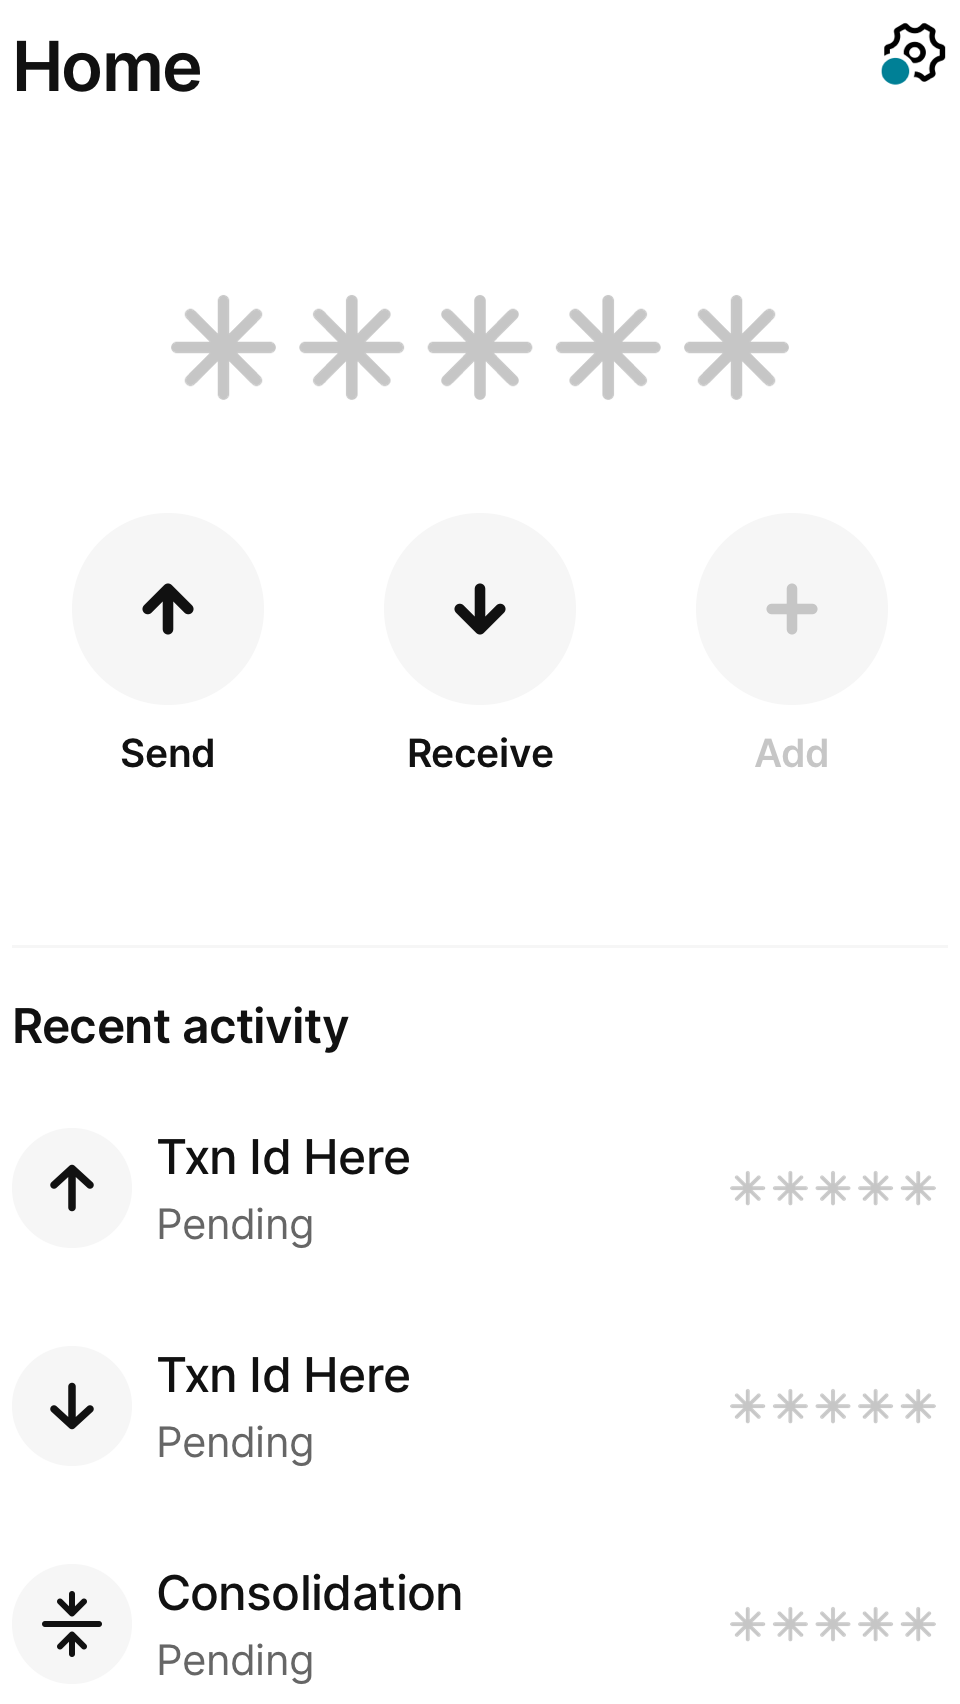 Home
*****
Send
Receive
Add
Recent activity
Txn Id Here
Pending
*****
Txn Id Here
Pending
*****
Consolidation
Pending
*****